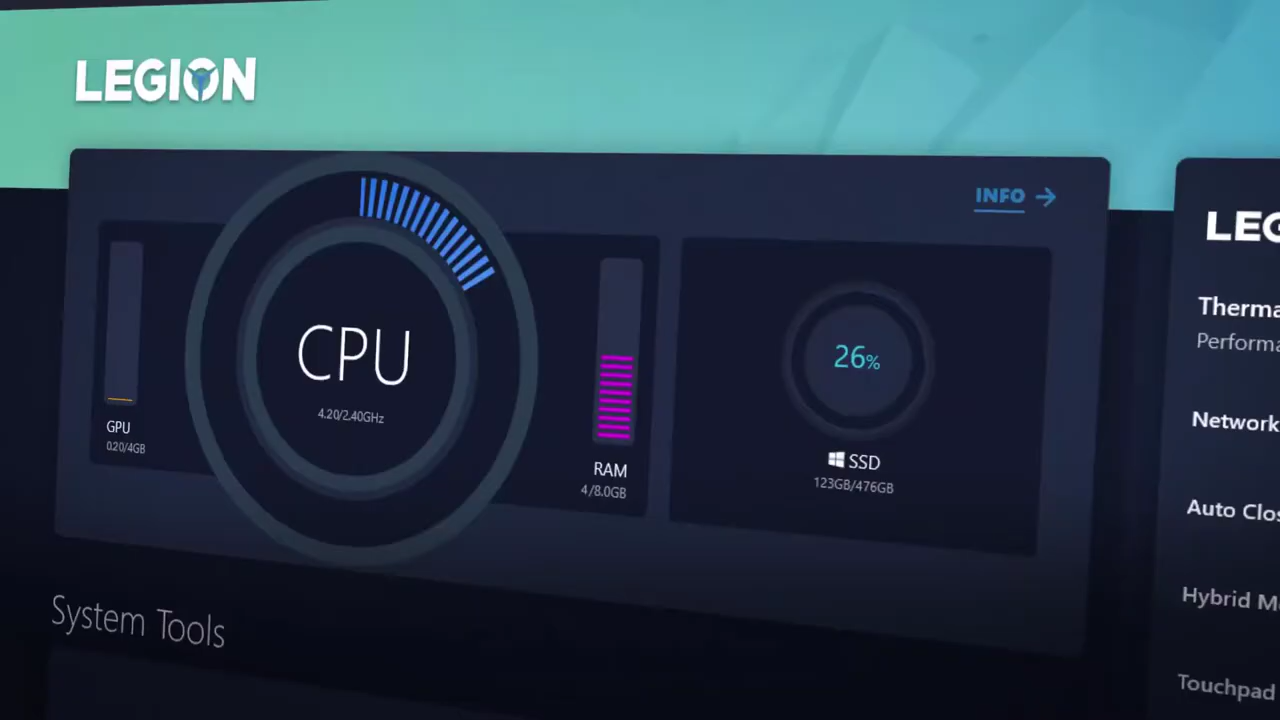 LEGION
INFO
CPU
4.20/2.40GHz
GPU
0.20/4GB
RAM
4/8.0GB
26%
SSD
123GB/476GB
System Tools
LEG
Therma
Performa
Network
Auto Clos
Hybrid M
Touchpad